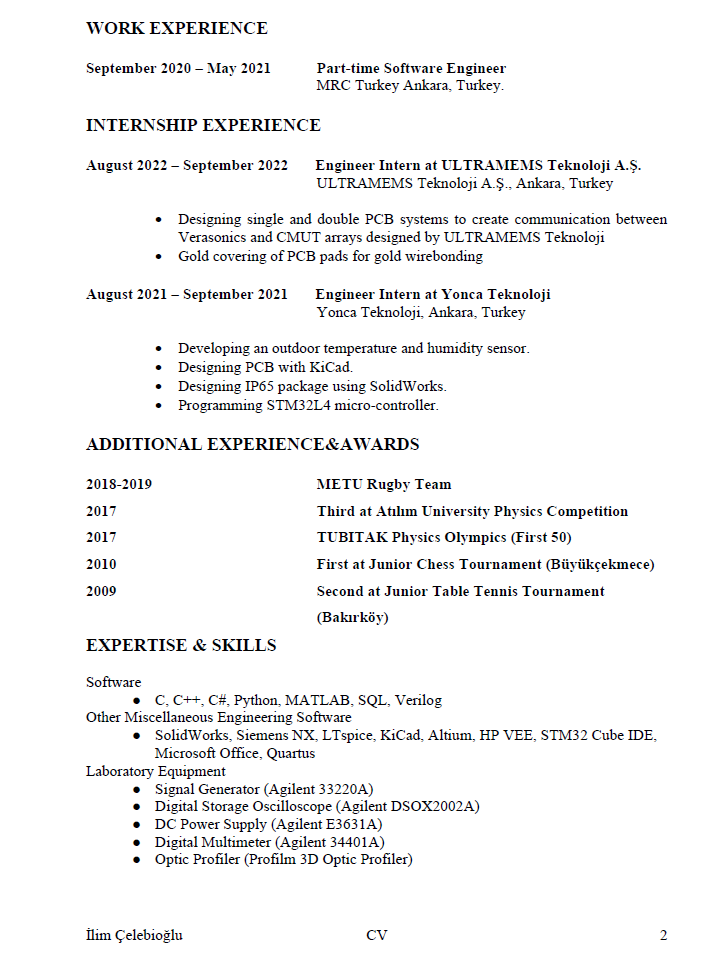 WORK EXPERIENCE
September 2020 – May 2021 Part-time Software Engineer
MRC Turkey Ankara, Turkey.
INTERNSHIP EXPERIENCE
August 2022 – September 2022 Engineer Intern at ULTRAMEMS Teknoloji A.Ş.
ULTRAMEMS Teknoloji A.Ş., Ankara, Turkey
• Designing single and double PCB systems to create communication between
Verasonics and CMUT arrays designed by ULTRAMEMS Teknoloji
• Gold covering of PCB pads for gold wirebonding
August 2021 – September 2021 Engineer Intern at Yonca Teknoloji
Yonca Teknoloji, Ankara, Turkey
• Developing an outdoor temperature and humidity sensor.
• Designing PCB with KiCad.
• Designing IP65 package using SolidWorks.
• Programming STM32L4 micro-controller.
ADDITIONAL EXPERIENCE&AWARDS
2018-2019 METU Rugby Team
2017 Third at Atılım University Physics Competition
2017 TUBITAK Physics Olympics (First 50)
2010 First at Junior Chess Tournament (Büyükçekmece)
2009 Second at Junior Table Tennis Tournament
(Bakırköy)
EXPERTISE & SKILLS
Software
● C, C++, C#, Python, MATLAB, SQL, Verilog
Other Miscellaneous Engineering Software
● SolidWorks, Siemens NX, LTspice, KiCad, Altium, HP VEE, STM32 Cube IDE,
Microsoft Office, Quartus
Laboratory Equipment
● Signal Generator (Agilent 33220A)
● Digital Storage Oscilloscope (Agilent DSOX2002A)
● DC Power Supply (Agilent E3631A)
● Digital Multimeter (Agilent 34401A)
● Optic Profiler (Profilm 3D Optic Profiler)
İlim Çelebioğlu CV 2